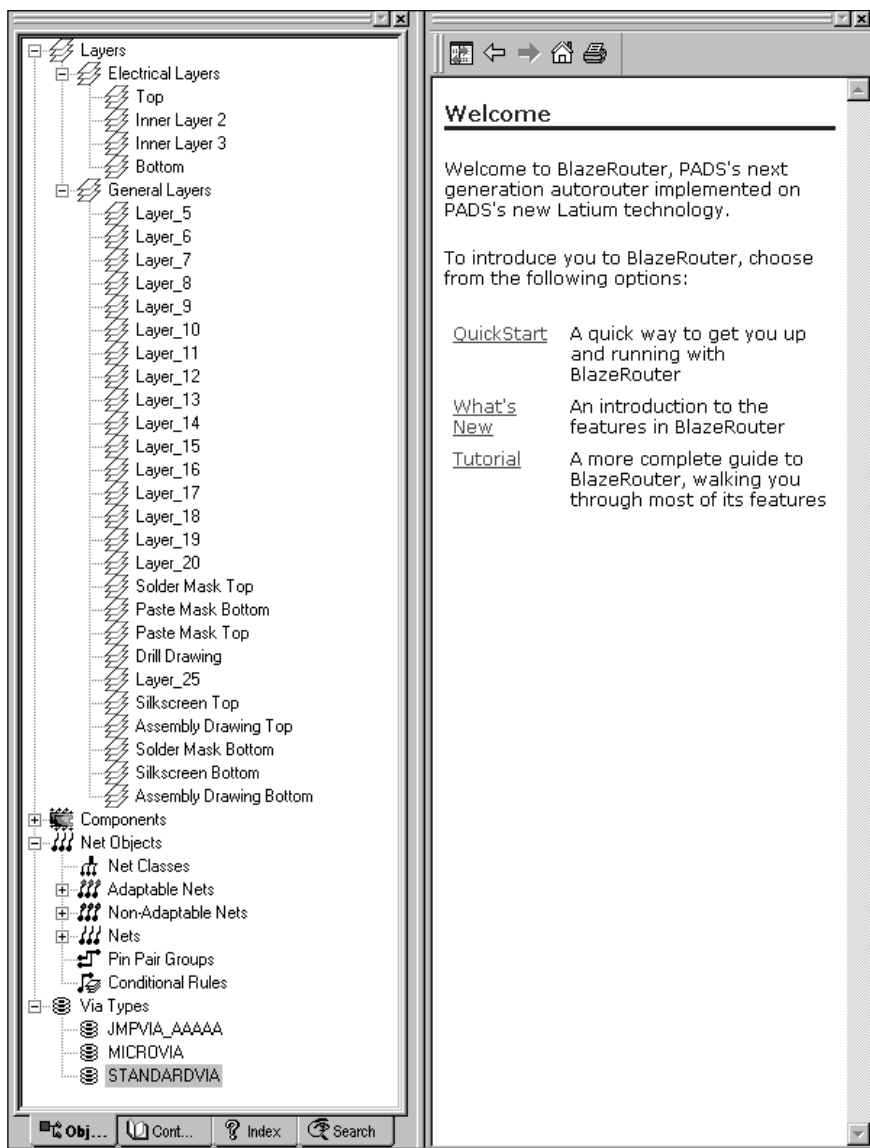 Layers
Electrical Layers
Top
Inner Layer 2
Inner Layer 3
Bottom
General Layers
Layer_5
Layer_6
Layer_7
Layer_8
Layer_9
Layer_10
Layer_11
Layer_12
Layer_13
Layer_14
Layer_15
Layer_16
Layer_17
Layer_18
Layer_19
Layer_20
Solder Mask Top
Paste Mask Bottom
Paste Mask Top
Drill Drawing
Layer_25
Silkscreen Top
Assembly Drawing Top
Solder Mask Bottom
Silkscreen Bottom
Assembly Drawing Bottom
Components
Net Objects
Net Classes
Adaptable Nets
Non-Adaptable Nets
Nets
Pin Pair Groups
Conditional Rules
Via Types
JMPVIA_AAAAA
MICROVIA
STANDARDVIA
Obj... Cont... Index Search
Welcome
Welcome to BlazeRouter, PADS's next
generation autorouter implemented on
PADS's new Latium technology.
To introduce you to BlazeRouter, choose
from the following options:
QuickStart A quick way to get you up
and running with
BlazeRouter
What's An introduction to the
New features in BlazeRouter
Tutorial A more complete guide to
BlazeRouter, walking you
through most of its features